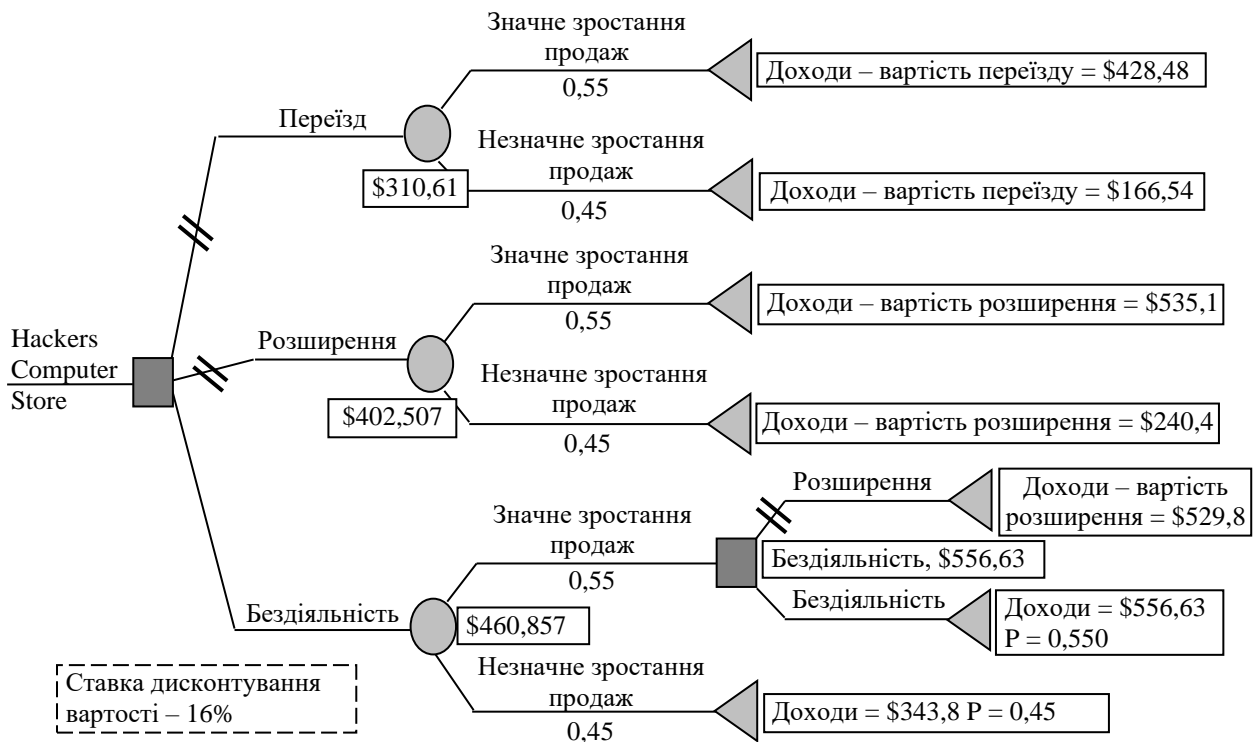 Значне зростання
продаж
0,55
Доходи – вартість переїзду = $428,48
Переїзд
$310,61
Незначне зростання
продаж
0,45
Доходи – вартість переїзду = $166,54
Hackers
Computer
Store
Значне зростання
продаж
0,55
Доходи – вартість розширення = $535,1
Розширення
$402,507
Незначне зростання
продаж
0,45
Доходи – вартість розширення = $240,4
Значне зростання
продаж
0,55
Розширення
Доходи – вартість
розширення = $529,8
Бездіяльність, $556,63
Бездіяльність
Доходи = $556,63
P = 0,550
Бездіяльність
$460,857
Незначне зростання
продаж
0,45
Доходи = $343,8 P = 0,45
Ставка дисконтування
вартості – 16%